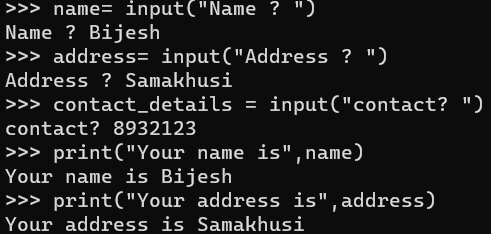 >>> name= input("Name ? ")
Name ? Bijesh
>>> address= input("Address ? ")
Address ? Samakhusi
>>> contact_details = input("contact? ")
contact? 8932123
>>> print("Your name is",name)
Your name is Bijesh
>>> print("Your address is",address)
Your address is Samakhusi